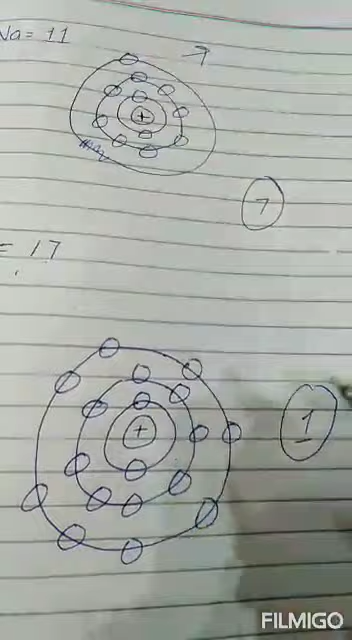 Na = 11
+
7
= 17
+
1
FILMIGO